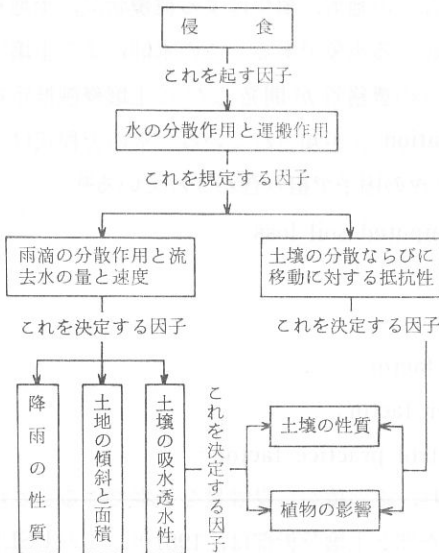 侵食
これを起す因子
水の分散作用と運搬作用
これを規定する因子
雨滴の分散作用と流
去水の量と速度
土壌の分散ならびに
移動に対する抵抗性
これを決定する因子
これを決定する因子
降雨の性質
土地の傾斜と面積
土壌の吸水透水性
これを決定する因子
土壌の性質
植物の影響